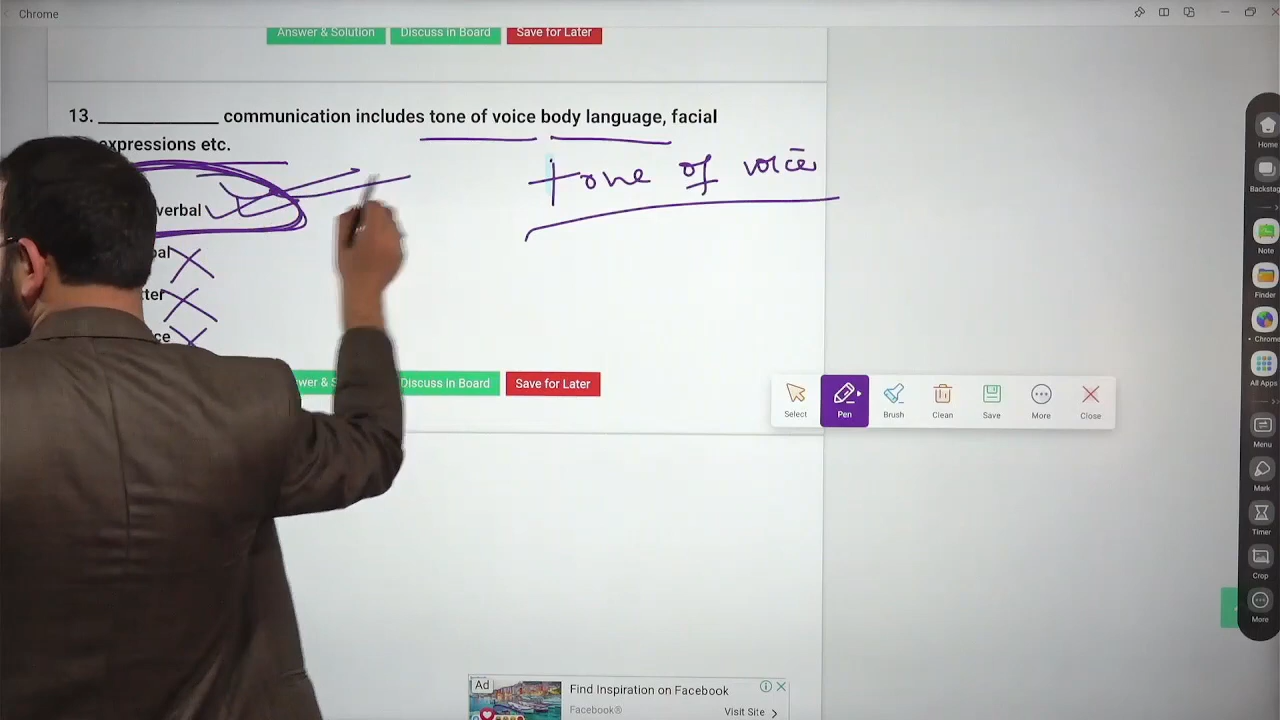 Chrome
Answer & Solution Discuss in Board Save for Later
13. ____________ communication includes tone of voice body language, facial
expressions etc.
tone of voice
verbal
Discuss in Board Save for Later
Select Pen Brush Clean Save More Close
Home
Note
Finder
Chrome
All Apps
Menu
Mark
Timer
Crop
More
Ad
Find Inspiration on Facebook
Facebook®
Visit Site